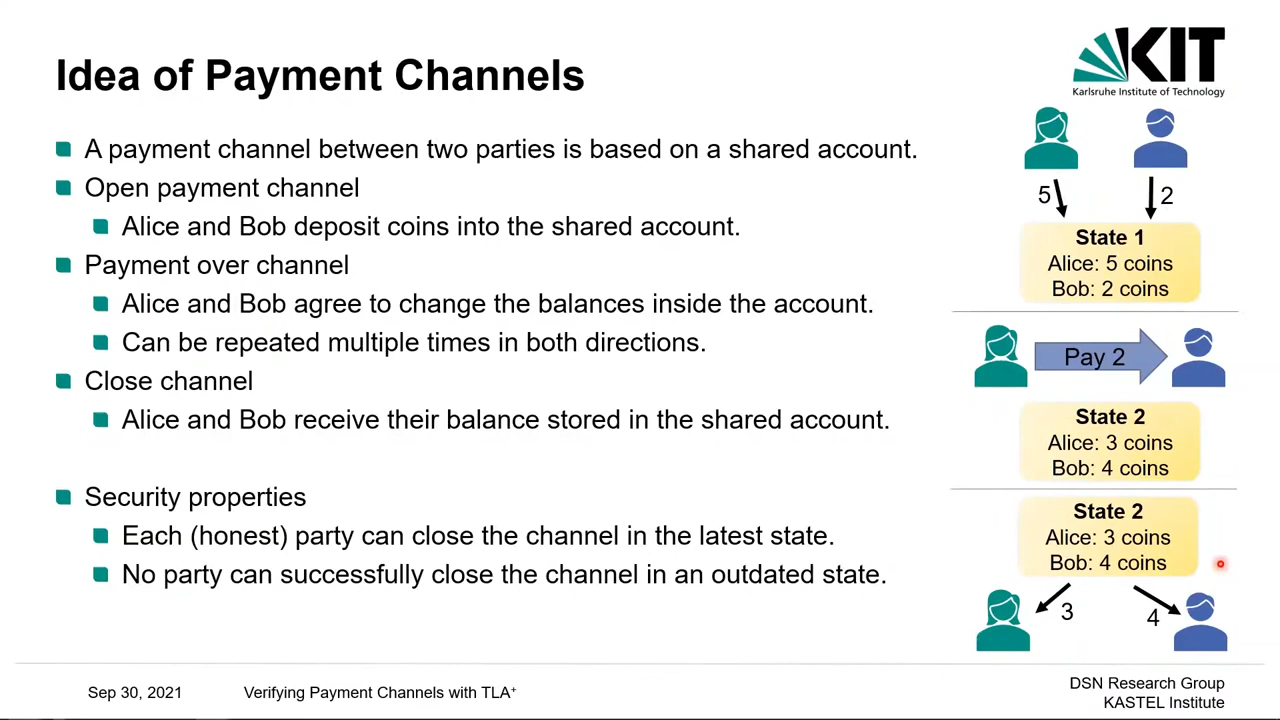 Idea of Payment Channels
KIT
Karlsruhe Institute of Technology
A payment channel between two parties is based on a shared account.
Open payment channel
Alice and Bob deposit coins into the shared account.
Payment over channel
Alice and Bob agree to change the balances inside the account.
Can be repeated multiple times in both directions.
Close channel
Alice and Bob receive their balance stored in the shared account.
Security properties
Each (honest) party can close the channel in the latest state.
No party can successfully close the channel in an outdated state.
5
2
State 1
Alice: 5 coins
Bob: 2 coins
Pay 2
State 2
Alice: 3 coins
Bob: 4 coins
State 2
Alice: 3 coins
Bob: 4 coins
3
4
Sep 30, 2021
Verifying Payment Channels with TLA⁺
DSN Research Group
KASTEL Institute